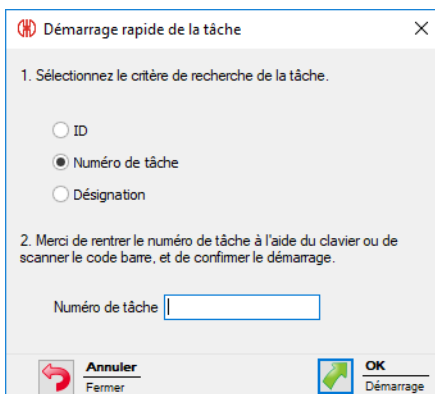 Démarrage rapide de la tâche
1. Sélectionnez le critère de recherche de la tâche.
ID
Numéro de tâche
Désignation
2. Merci de rentrer le numéro de tâche à l'aide du clavier ou de
scanner le code barre, et de confirmer le démarrage.
Numéro de tâche
Annuler
Fermer
OK
Démarrage